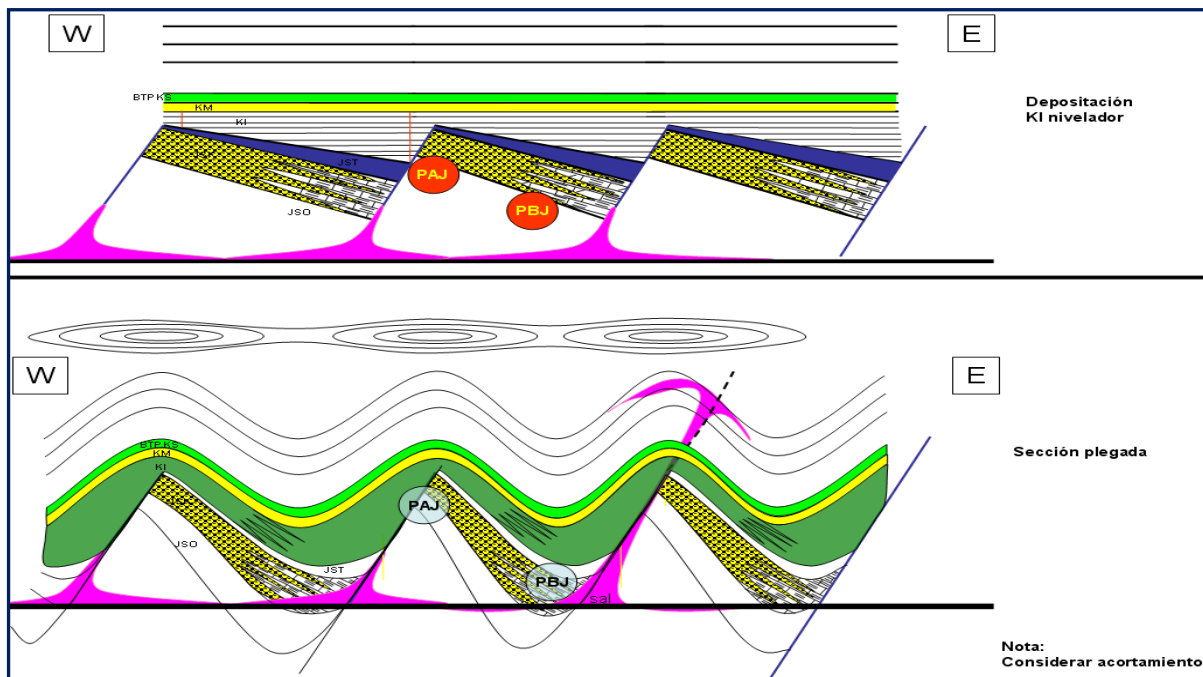 W
E
BTP KS
KM
KI
Depositación
KI nivelador
JST
PAJ
PBJ
JSO
W
E
BTP KS
KM
KI
Sección plegada
PAJ
JSO
JST
PBJ
sal
Nota:
Considerar acortamiento